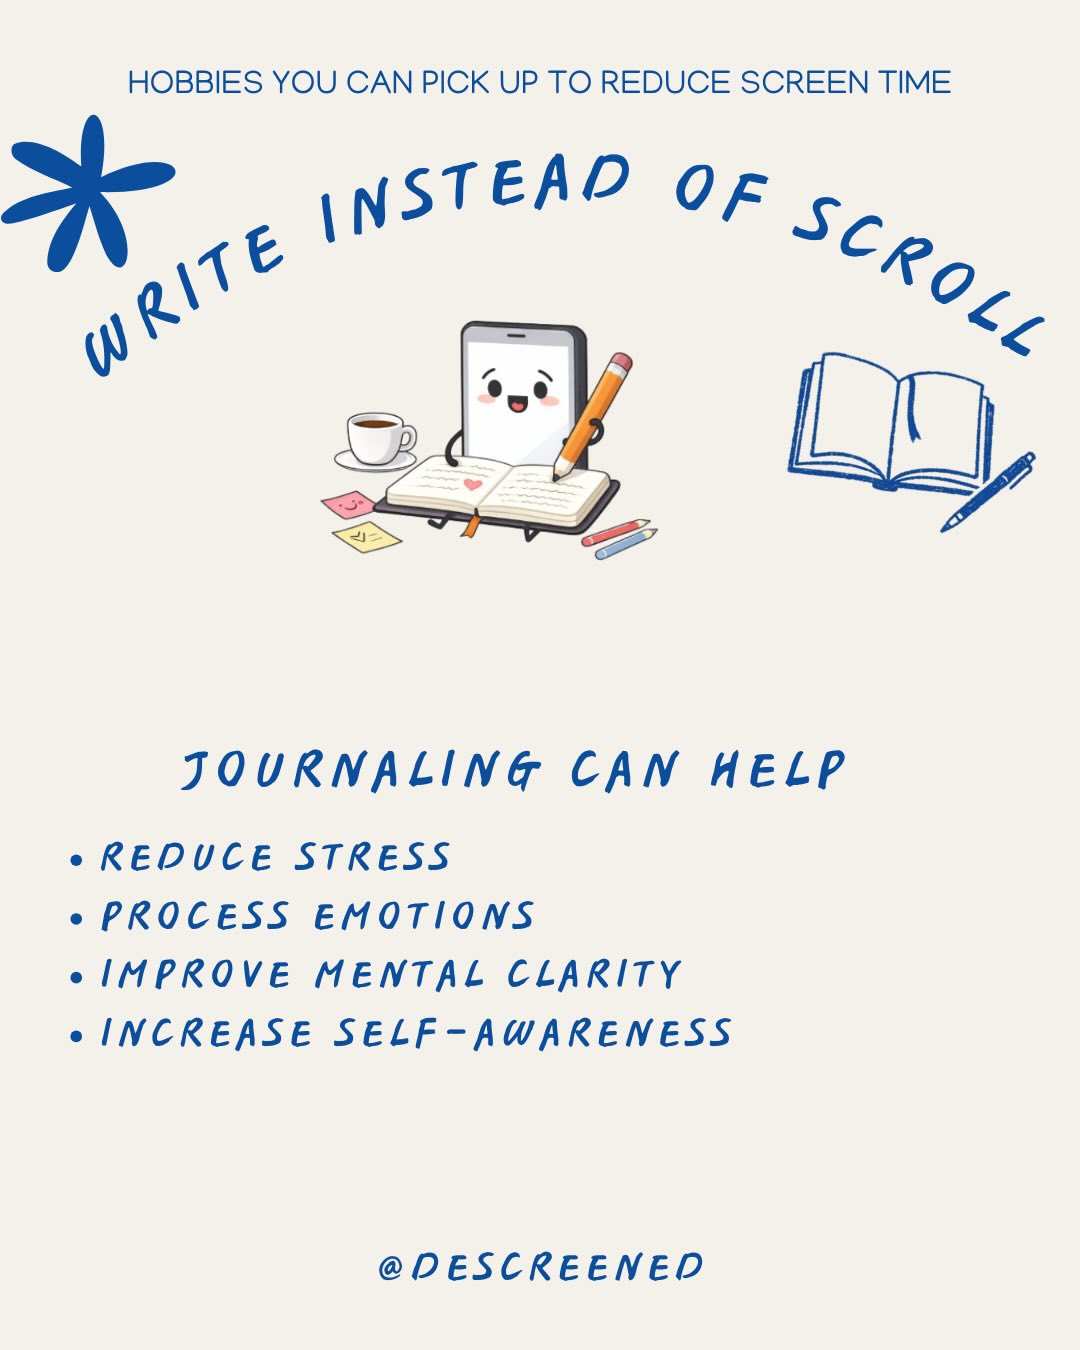 HOBBIES YOU CAN PICK UP TO REDUCE SCREEN TIME
WRITE INSTEAD OF SCROLL
JOURNALING CAN HELP
• REDUCE STRESS
• PROCESS EMOTIONS
• IMPROVE MENTAL CLARITY
• INCREASE SELF-AWARENESS
@DESCREENED